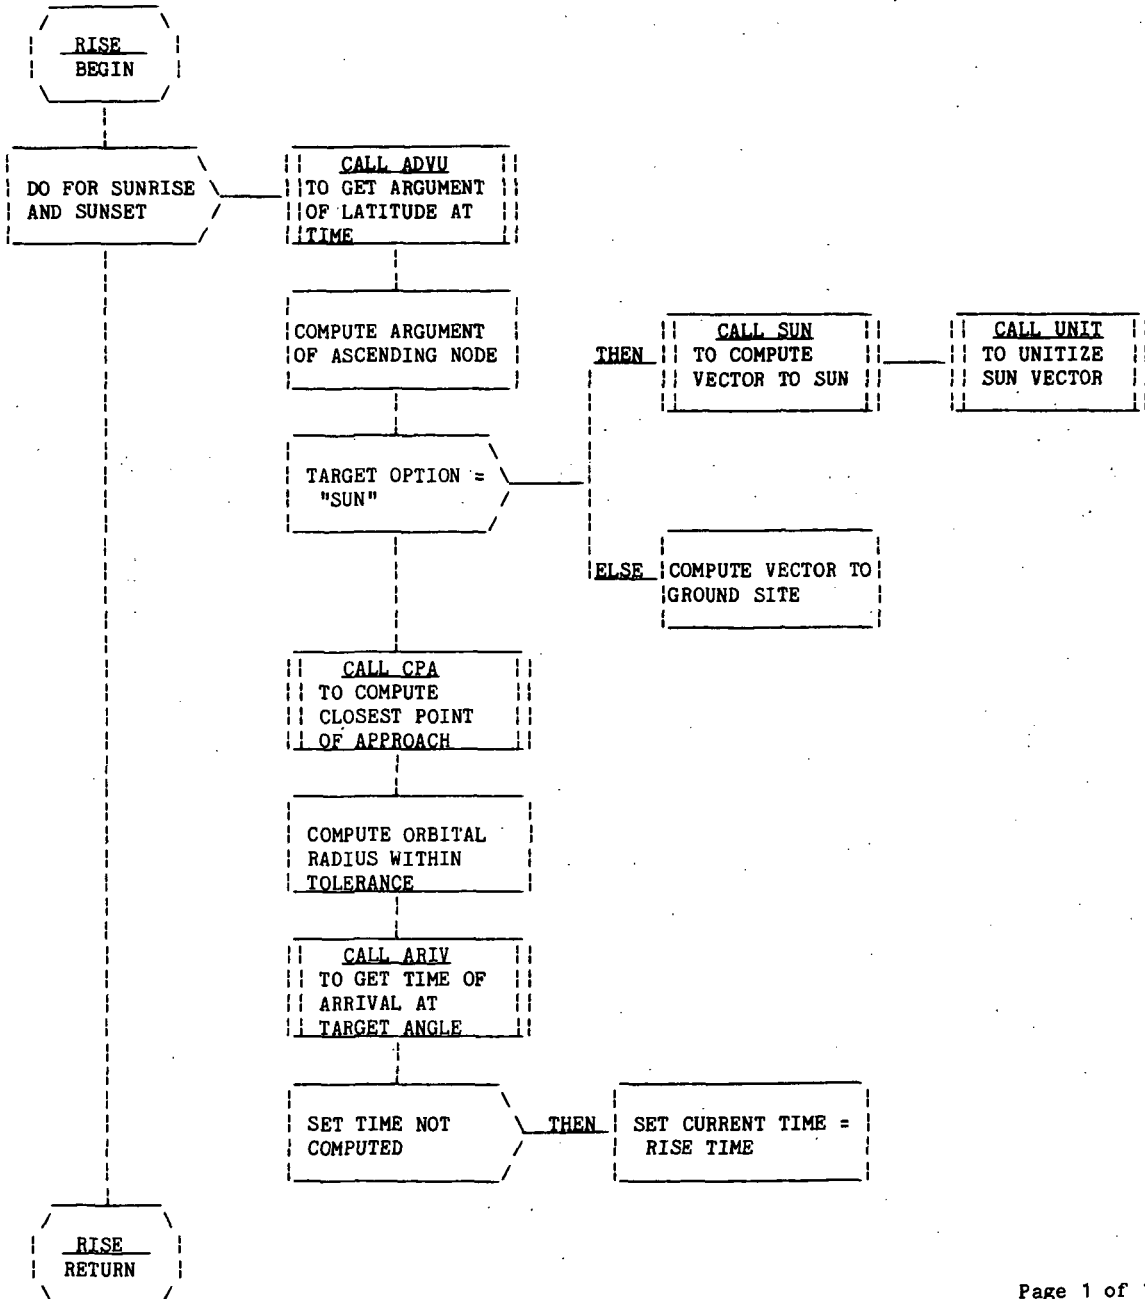 RISE
BEGIN
DO FOR SUNRISE
AND SUNSET
CALL ADVU
TO GET ARGUMENT
OF LATITUDE AT
TIME
COMPUTE ARGUMENT
OF ASCENDING NODE
TARGET OPTION =
"SUN"
THEN
CALL SUN
TO COMPUTE
VECTOR TO SUN
CALL UNIT
TO UNITIZE
SUN VECTOR
ELSE
COMPUTE VECTOR TO
GROUND SITE
CALL CPA
TO COMPUTE
CLOSEST POINT
OF APPROACH
COMPUTE ORBITAL
RADIUS WITHIN
TOLERANCE
CALL ARIV
TO GET TIME OF
ARRIVAL AT
TARGET ANGLE
SET TIME NOT
COMPUTED
THEN
SET CURRENT TIME =
RISE TIME
RISE
RETURN
Page 1 of